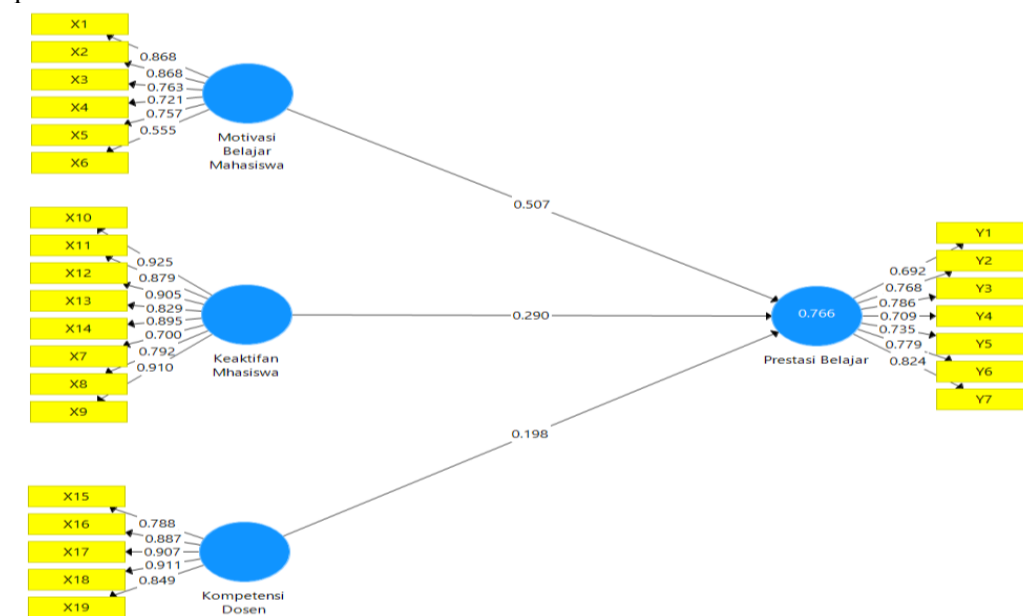 X1
X2
X3
X4
X5
X6
0.868
0.868
0.763
0.721
0.757
0.555
Motivasi
Belajar
Mahasiswa
0.507
X10
X11
X12
X13
X14
X7
X8
X9
0.925
0.879
0.905
0.829
0.895
0.700
0.792
0.910
Keaktifan
Mhasiswa
0.290
X15
X16
X17
X18
X19
0.788
0.887
0.907
0.911
0.849
Kompetensi
Dosen
0.198
0.766
Prestasi Belajar
0.692
0.768
0.786
0.709
0.735
0.779
0.824
Y1
Y2
Y3
Y4
Y5
Y6
Y7